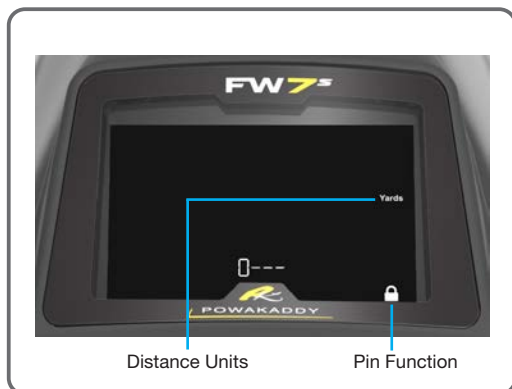 FW7s
Yards
0---
POWAKADDY
Distance Units
Pin Function